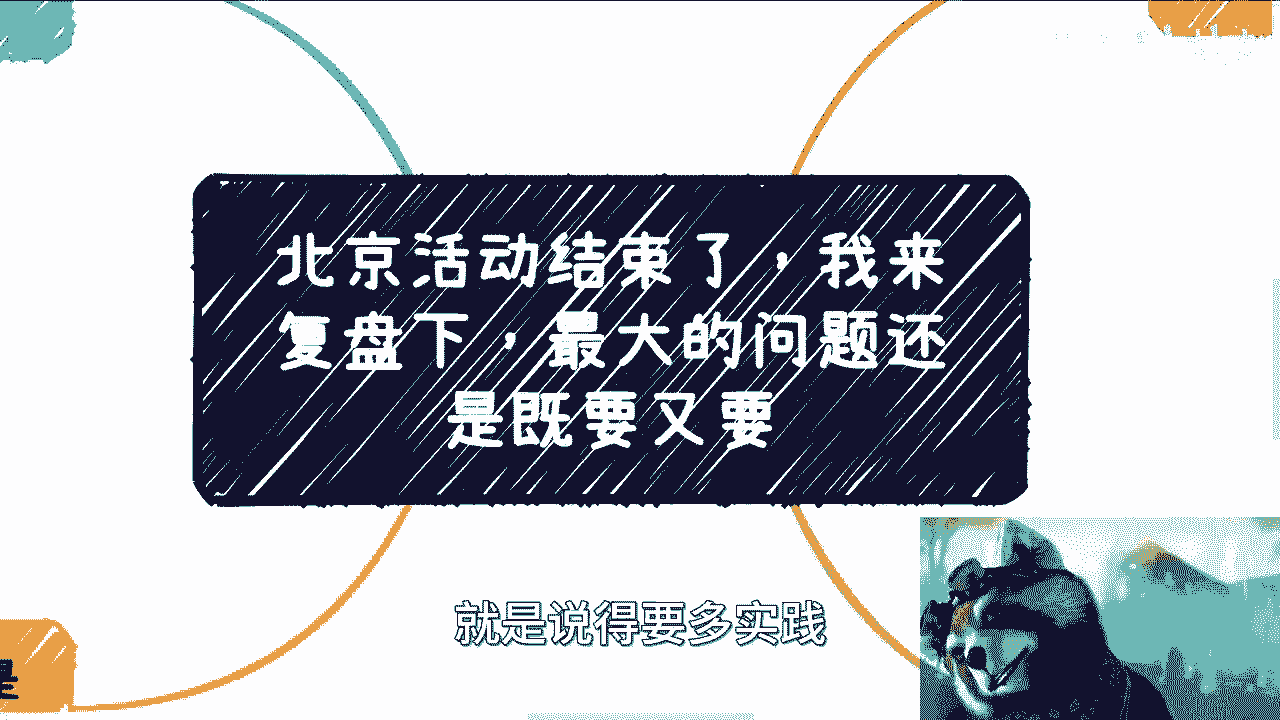 北京活动结束了，我来
复盘下，最大的问题还
是既要又要
就是说得要多实践
是